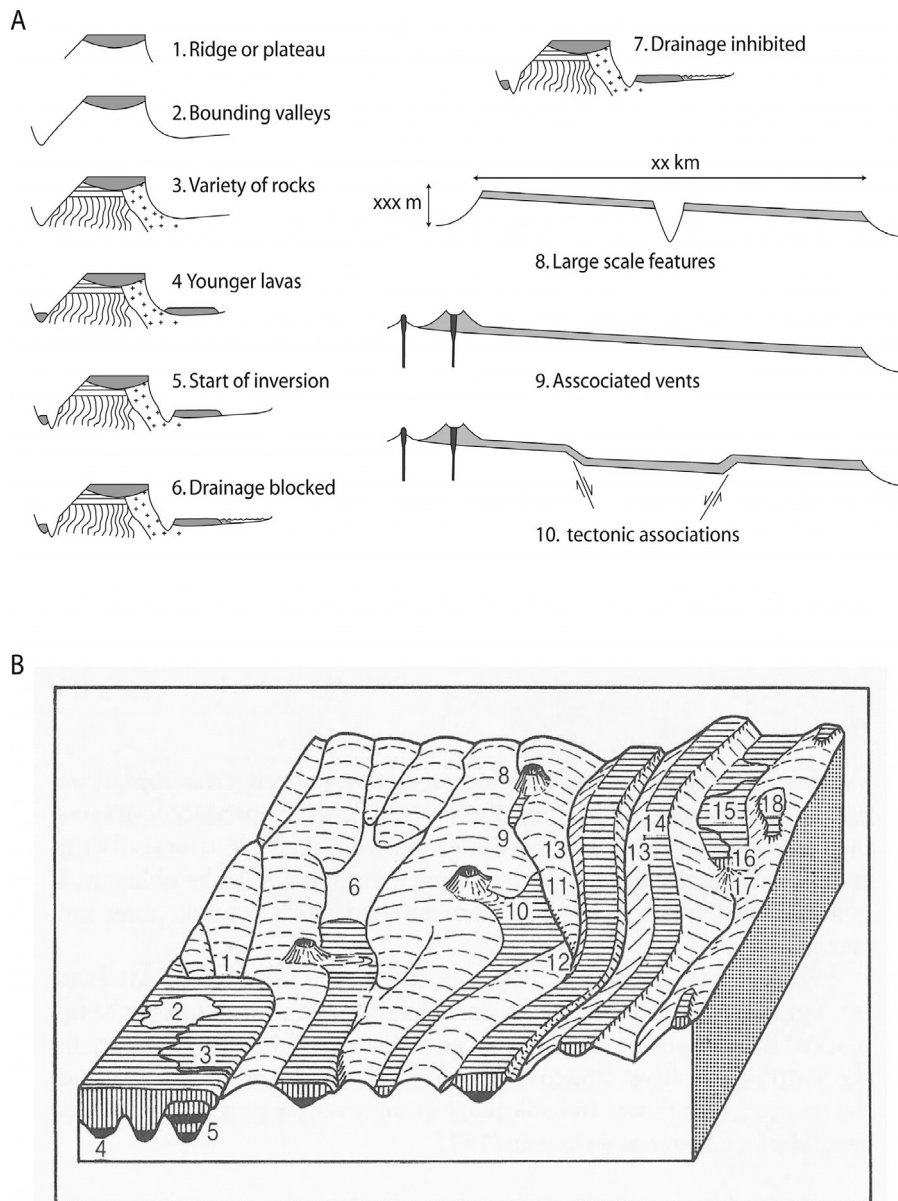 A
1. Ridge or plateau
2. Bounding valleys
3. Variety of rocks
4 Younger lavas
5. Start of inversion
6. Drainage blocked
7. Drainage inhibited
xx km
xxx m
8. Large scale features
9. Asscociated vents
10. tectonic associations
B
8
9
13
14
15
18
6
11
13
16
17
10
1
12
7
2
3
4
5